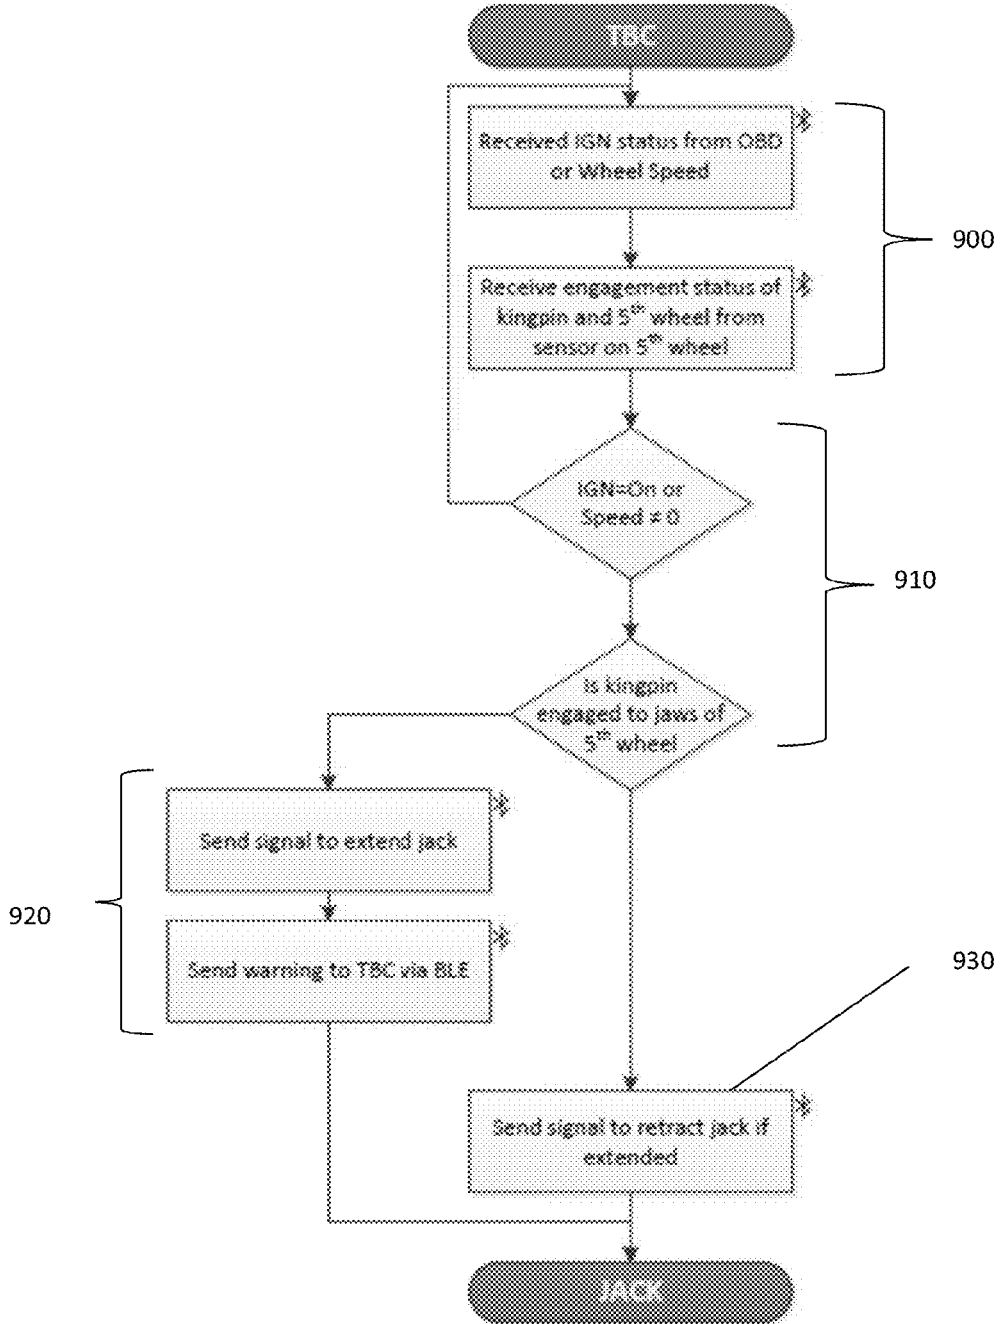 TBC
Received IGN status from OBD
or Wheel Speed
900
Receive engagement status of
kingpin and 5th wheel from
sensor on 5th wheel
IGN=On or
Speed ≠ 0
910
Is kingpin
engaged to jaws of
5th wheel
Send signal to extend jack
920
Send warning to TBC via BLE
930
Send signal to retract jack if
extended
JACK